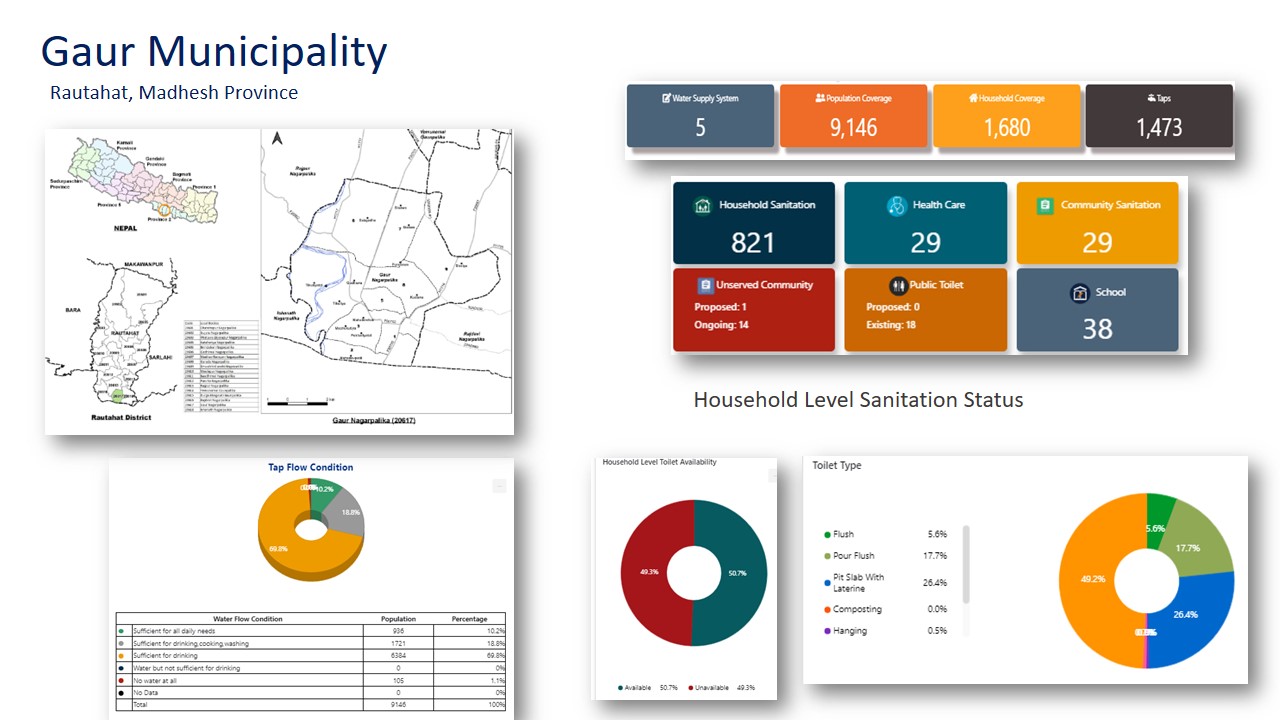 Gaur Municipality
Rautahat, Madhesh Province
Water Supply System
5
Population Coverage
9,146
Household Coverage
1,680
Taps
1,473
Household Sanitation
821
Health Care
29
Community Sanitation
29
Unserved Community
Proposed: 1
Ongoing: 14
Public Toilet
Proposed: 0
Existing: 18
School
38
Karnali
Province
Gandaki
Province
Bagmati
Province
Province 1
Sudurpaschim
Province
Province 5
Province 2
NEPAL
MAKAWANPUR
BARA
RAUTAHAT
SARLAHI
Rautahat District
Gaur
Nagarpalika
Gaur Nagarpalika (20617)
Household Level Sanitation Status
Tap Flow Condition
10.2%
18.8%
69.8%
Water Flow Condition Population Percentage
Sufficient for all daily needs 936 10.2%
Sufficient for drinking,cooking,washing 1721 18.8%
Sufficient for drinking 6384 69.8%
Water but not sufficient for drinking 0 0%
No water at all 105 1.1%
No Data 0 0%
Total 9146 100%
Household Level Toilet Availability
49.3%
50.7%
Available 50.7% Unavailable 49.3%
Toilet Type
Flush 5.6%
Pour Flush 17.7%
Pit Slab With
Laterine 26.4%
Composting 0.0%
Hanging 0.5%
5.6%
17.7%
49.2%
26.4%